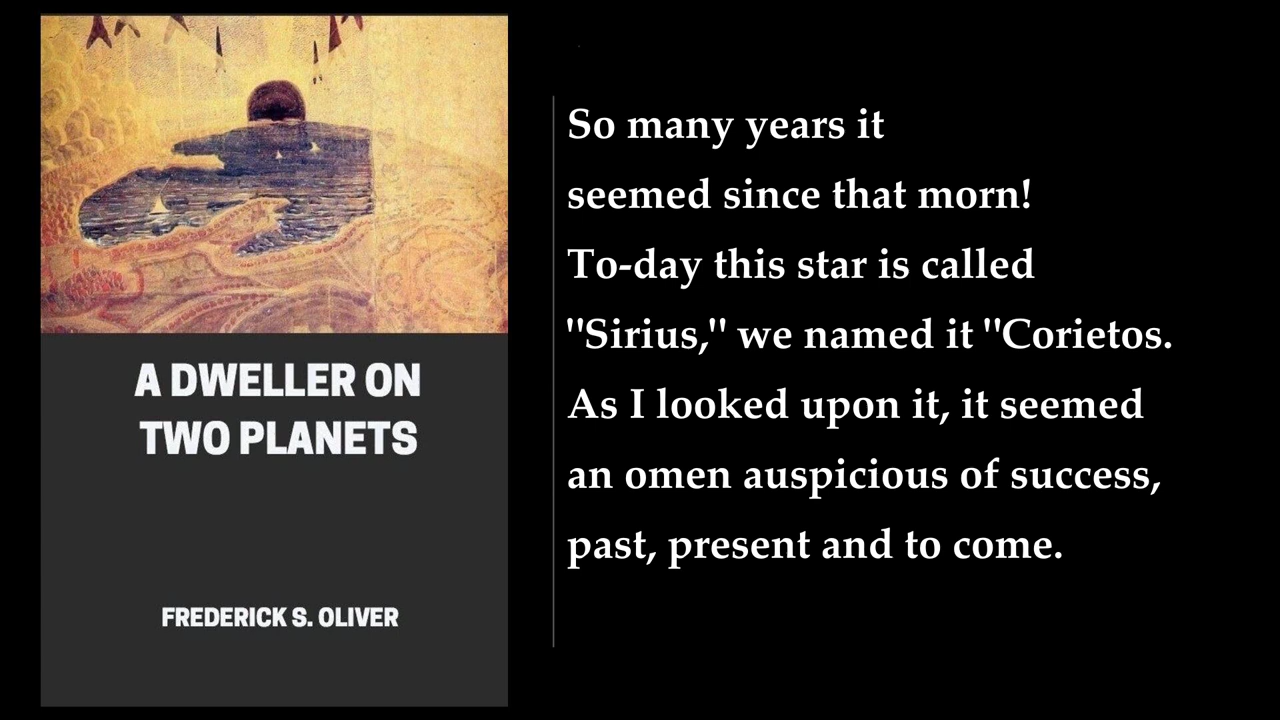 A DWELLER ON
TWO PLANETS
FREDERICK S. OLIVER
So many years it
seemed since that morn!
To-day this star is called
"Sirius," we named it "Corietos.
As I looked upon it, it seemed
an omen auspicious of success,
past, present and to come.